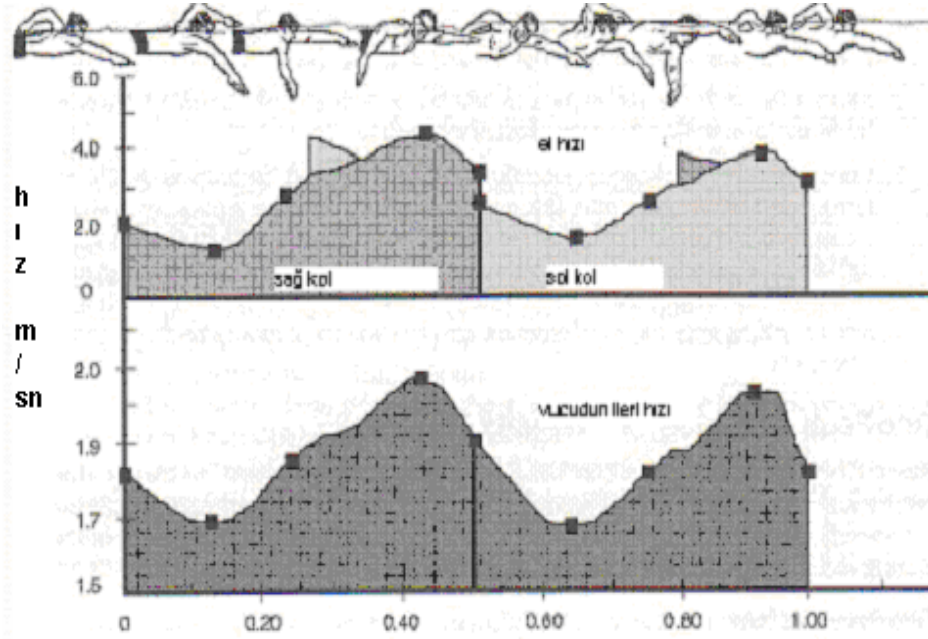 6.0
4.0
2.0
0
el hızı
sağ kol
sol kol
h
ı
z
m
/
sn
2.0
1.9
1.7
1.5
vucudun ileri hızı
0 0.20 0.40 0.60 0.80 1.00